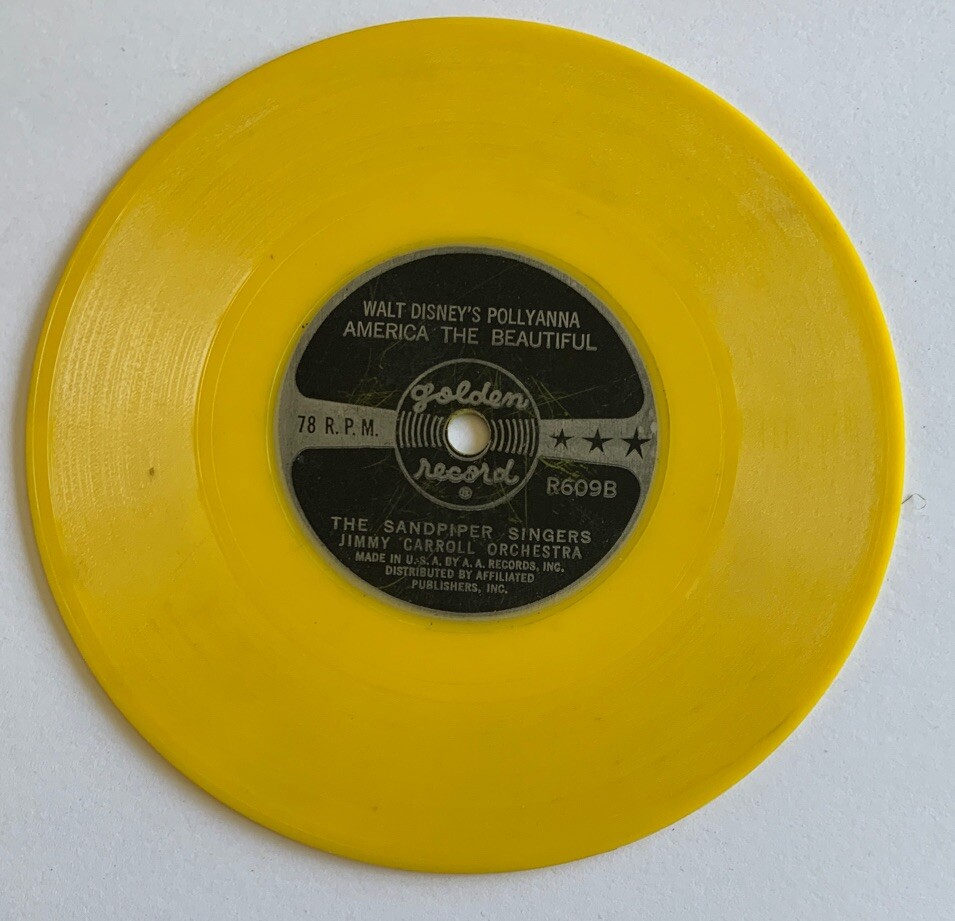 WALT DISNEY'S POLLYANNA
AMERICA THE BEAUTIFUL
golden
78 R.P.M.
record
R609B
THE SANDPIPER SINGERS
JIMMY CARROLL ORCHESTRA
MADE IN U.S.A. BY A. A. RECORDS, INC.
DISTRIBUTED BY AFFILIATED
PUBLISHERS, INC.